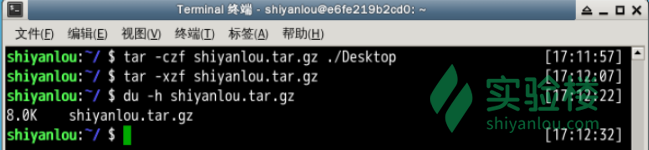 Terminal 终端 - shiyanlou@e6fe219b2cd0: ~
文件(F) 编辑(E) 视图(V) 终端(T) 标签(A) 帮助(H)
shiyanlou:~/ $ tar -czf shiyanlou.tar.gz ./Desktop [17:11:57]
shiyanlou:~/ $ tar -xzf shiyanlou.tar.gz [17:12:07]
shiyanlou:~/ $ du -h shiyanlou.tar.gz [17:12:22]
8.0K shiyanlou.tar.gz
shiyanlou:~/ $ [17:12:32]
实验楼
shiyanlou.com